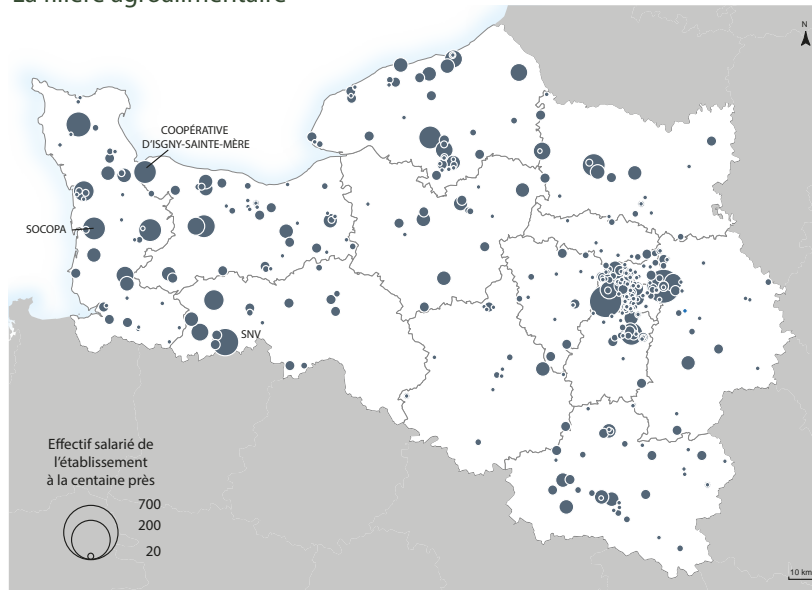 La filière agroalimentaire
N
COOPÉRATIVE
D'ISGNY-SAINTE-MÈRE
SOCOPA
SNV
Effectif salarié de
l'établissement
à la centaine près
700
200
20
10 km